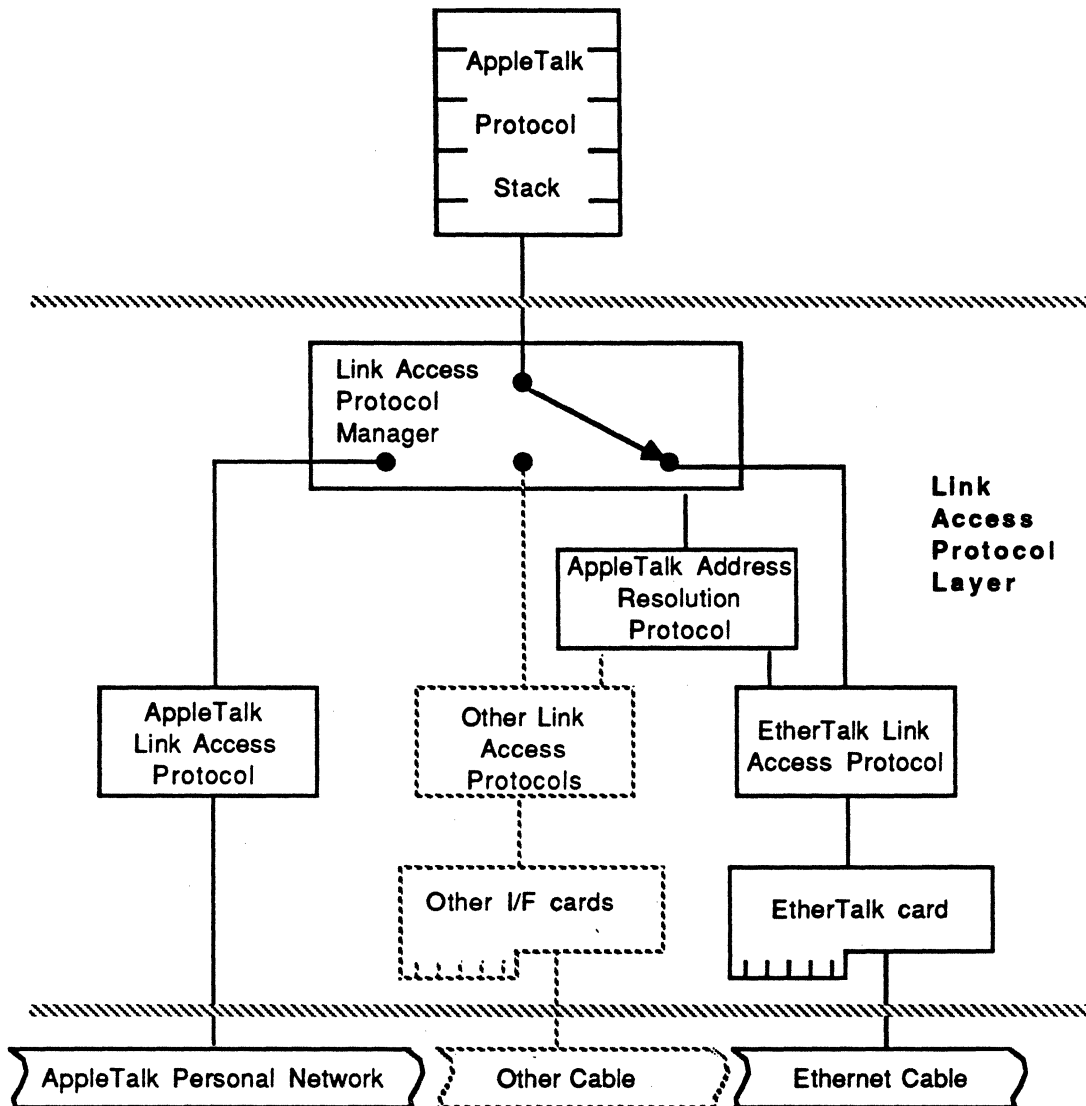 AppleTalk
Protocol
Stack
Link Access
Protocol
Manager
Link
Access
Protocol
Layer
AppleTalk Address
Resolution
Protocol
AppleTalk
Link Access
Protocol
Other Link
Access
Protocols
EtherTalk Link
Access Protocol
Other I/F cards
EtherTalk card
AppleTalk Personal Network
Other Cable
Ethernet Cable